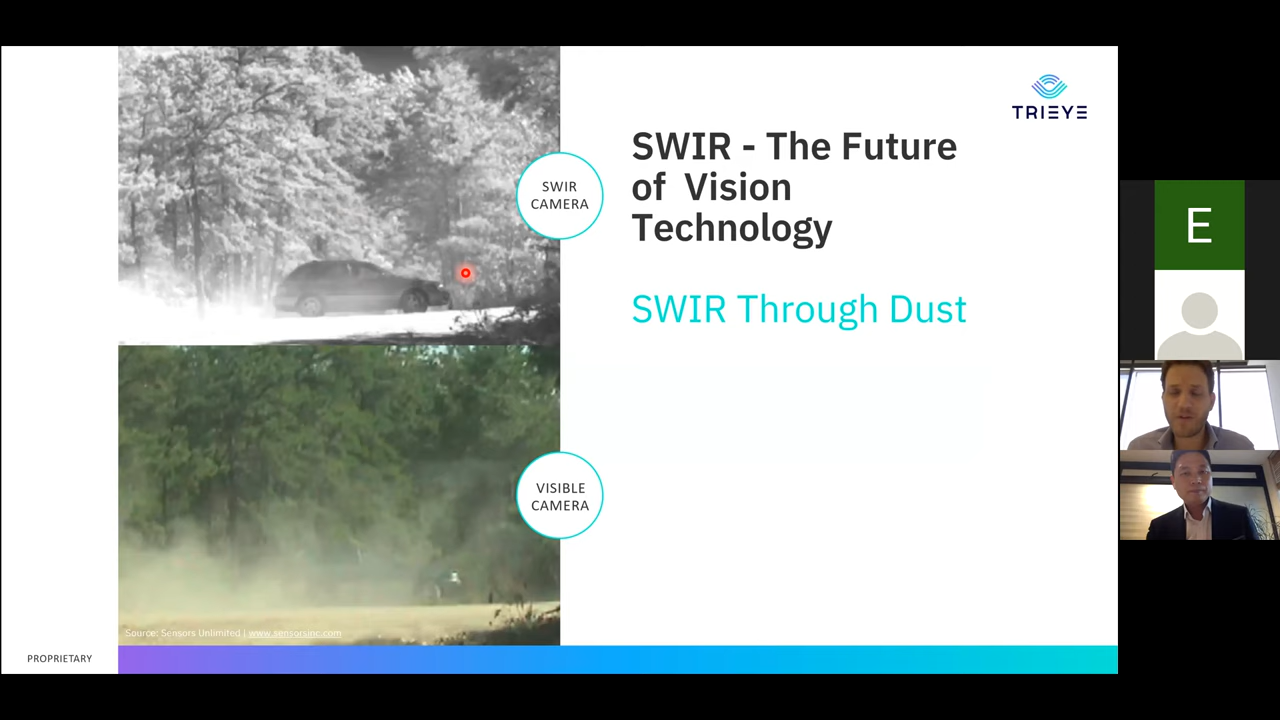 TRIEYE
SWIR - The Future
of Vision
Technology
SWIR
CAMERA
SWIR Through Dust
VISIBLE
CAMERA
Source: Sensors Unlimited | www.sensorsinc.com
PROPRIETARY
E